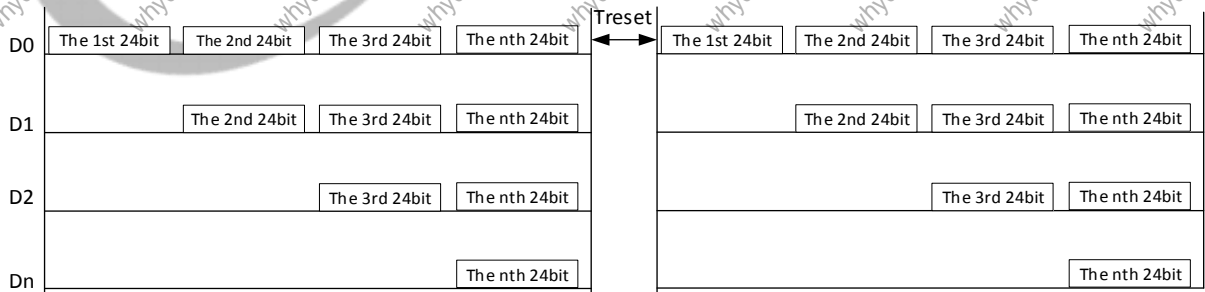 Treset
D0 The 1st 24bit The 2nd 24bit The 3rd 24bit The nth 24bit The 1st 24bit The 2nd 24bit The 3rd 24bit The nth 24bit
D1 The 2nd 24bit The 3rd 24bit The nth 24bit The 2nd 24bit The 3rd 24bit The nth 24bit
D2 The 3rd 24bit The nth 24bit The 3rd 24bit The nth 24bit
Dn The nth 24bit The nth 24bit